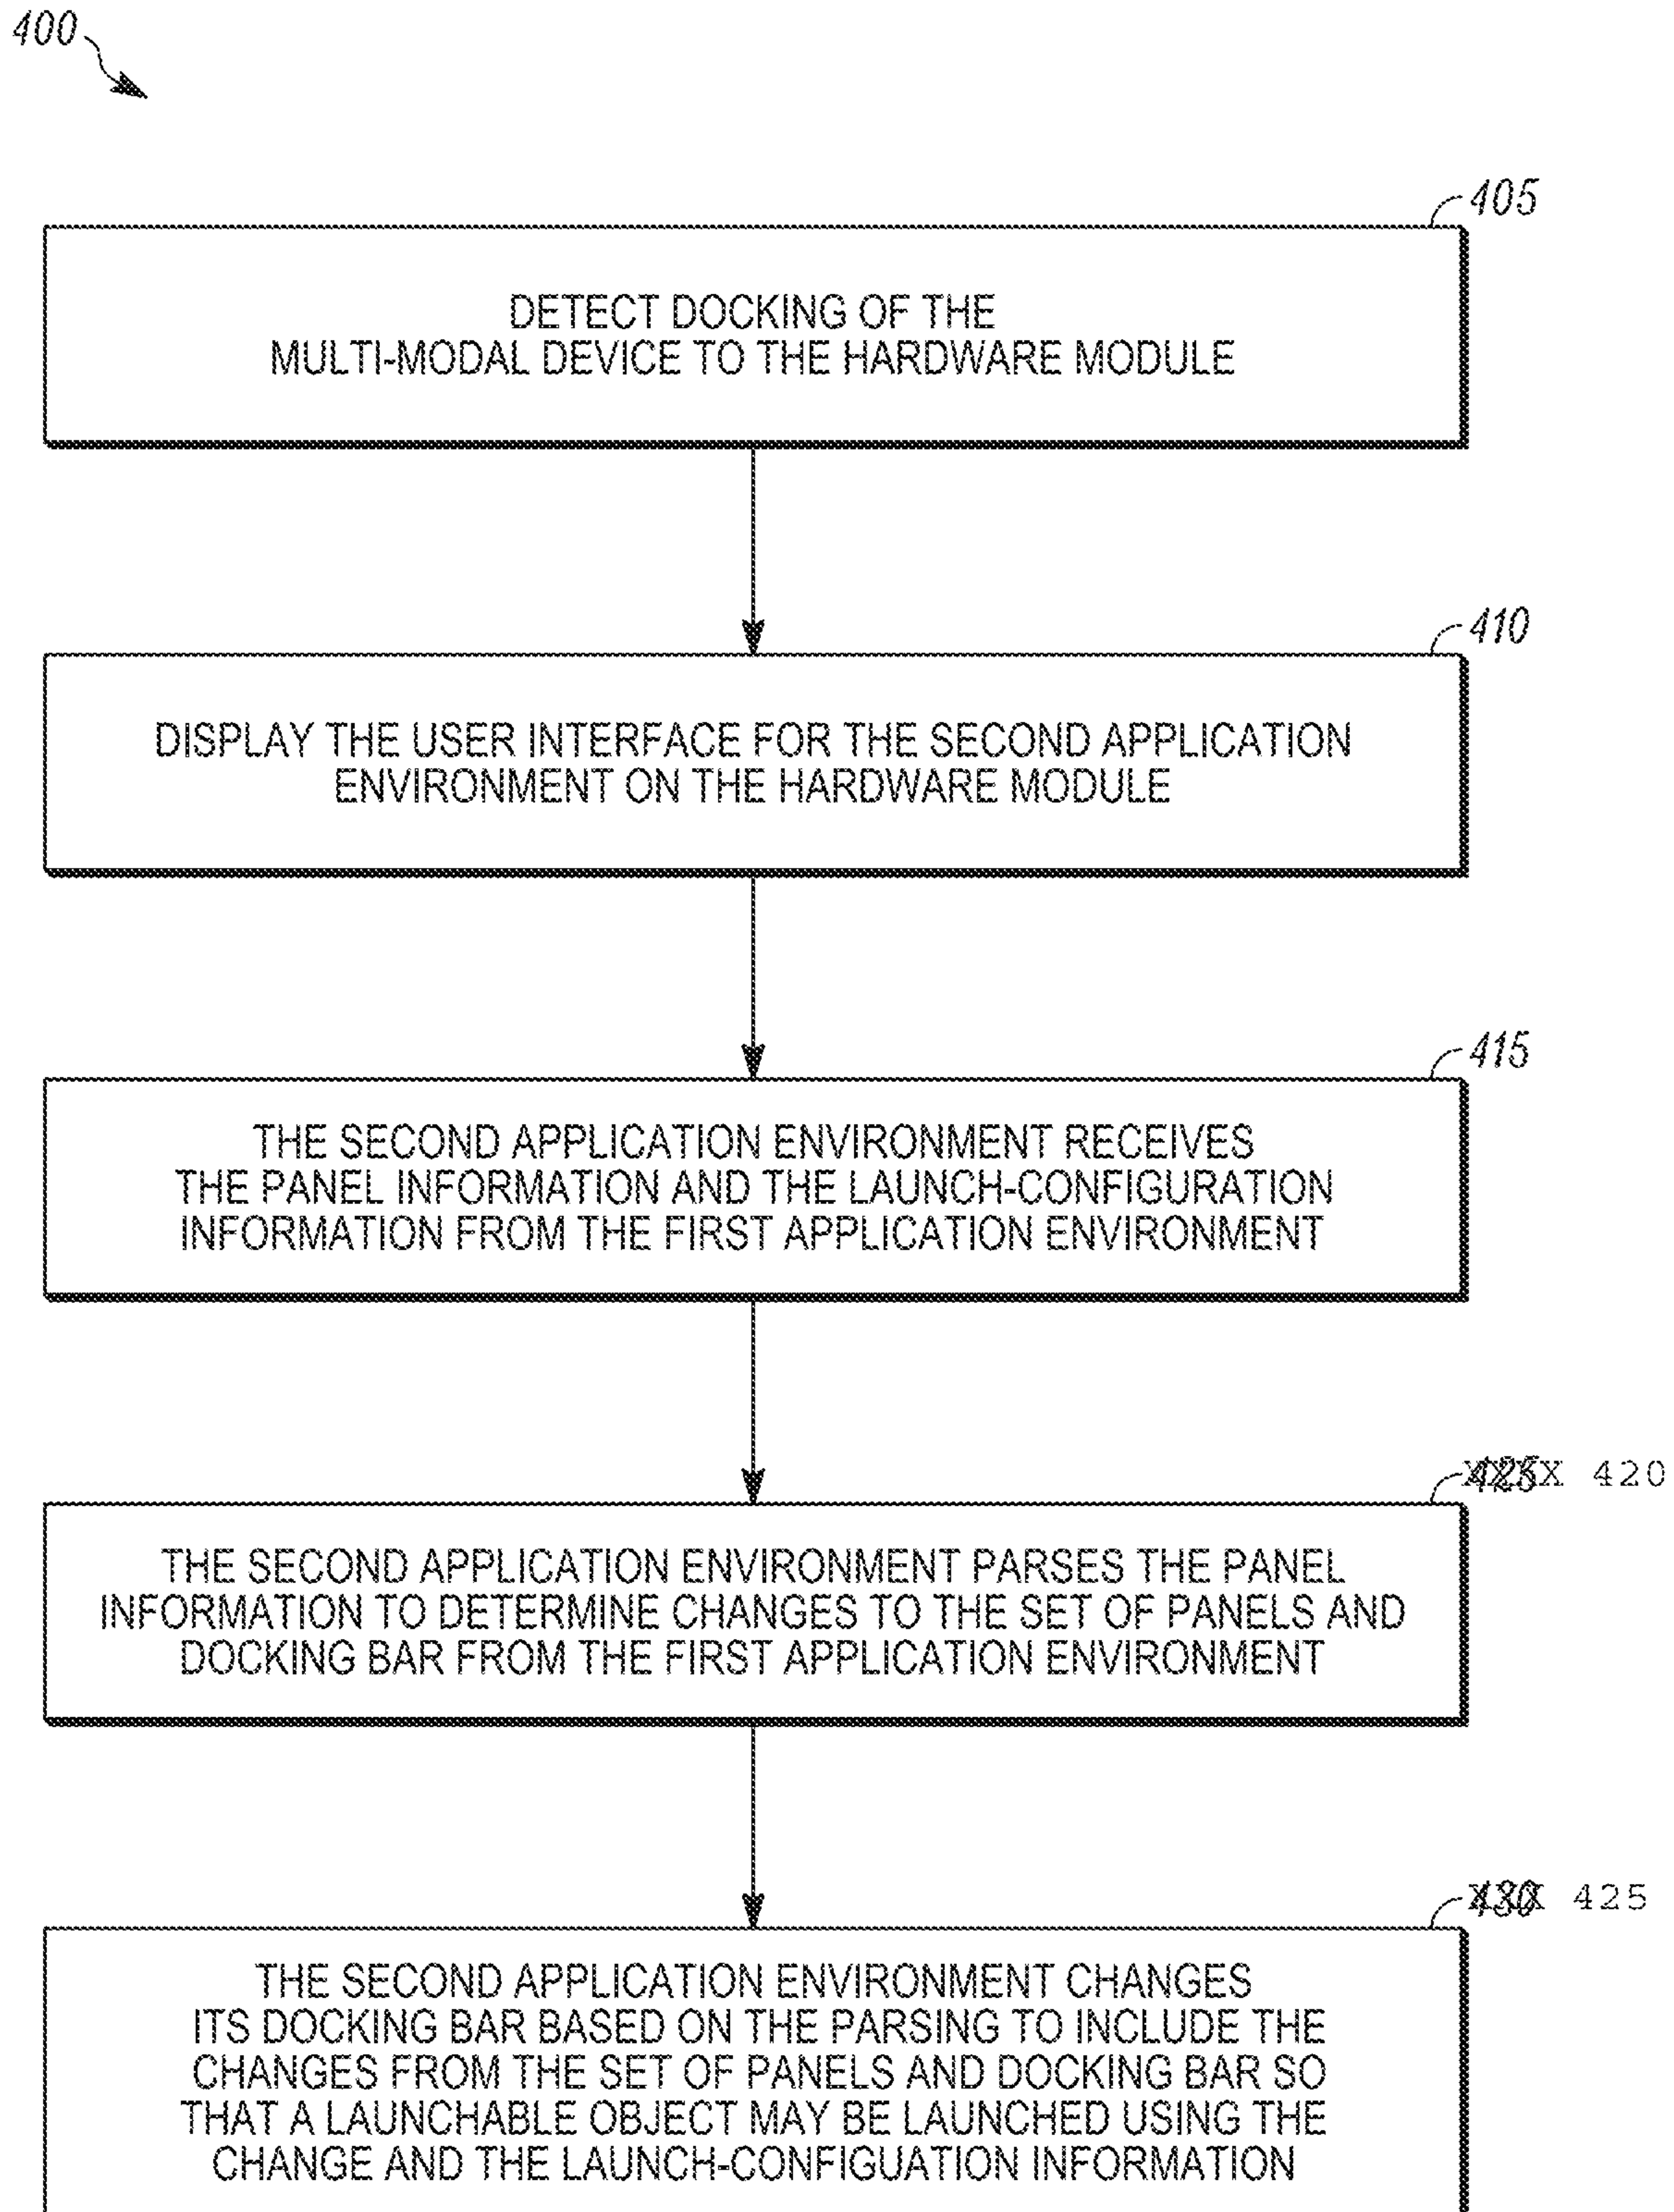 400
405
DETECT DOCKING OF THE
MULTI-MODAL DEVICE TO THE HARDWARE MODULE
410
DISPLAY THE USER INTERFACE FOR THE SECOND APPLICATION
ENVIRONMENT ON THE HARDWARE MODULE
415
THE SECOND APPLICATION ENVIRONMENT RECEIVES
THE PANEL INFORMATION AND THE LAUNCH-CONFIGURATION
INFORMATION FROM THE FIRST APPLICATION ENVIRONMENT
420
THE SECOND APPLICATION ENVIRONMENT PARSES THE PANEL
INFORMATION TO DETERMINE CHANGES TO THE SET OF PANELS AND
DOCKING BAR FROM THE FIRST APPLICATION ENVIRONMENT
425
THE SECOND APPLICATION ENVIRONMENT CHANGES
ITS DOCKING BAR BASED ON THE PARSING TO INCLUDE THE
CHANGES FROM THE SET OF PANELS AND DOCKING BAR SO
THAT A LAUNCHABLE OBJECT MAY BE LAUNCHED USING THE
CHANGE AND THE LAUNCH-CONFIGUATION INFORMATION